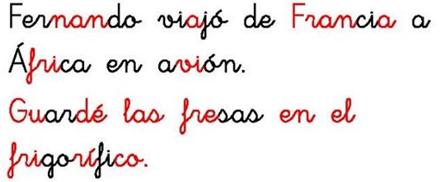 Fernando viajó de Francia a
África en avión.
Guardé las fresas en el
frigorífico.